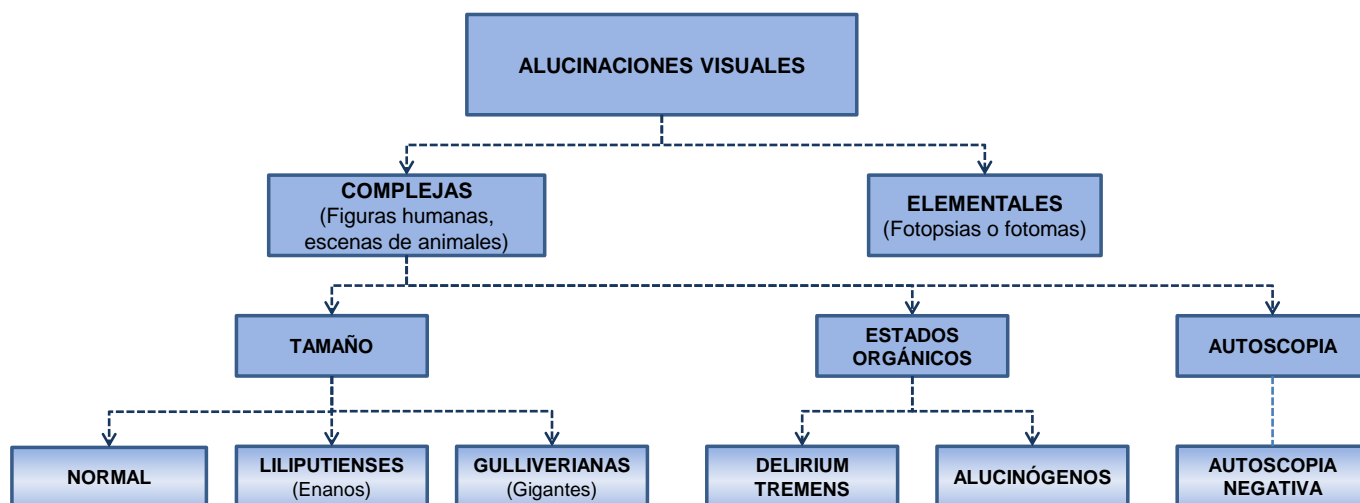 ALUCINACIONES VISUALES
COMPLEJAS
(Figuras humanas,
escenas de animales)
ELEMENTALES
(Fotopsias o fotomas)
TAMAÑO
ESTADOS
ORGÁNICOS
AUTOSCOPIA
NORMAL
LILIPUTIENSES
(Enanos)
GULLIVERIANAS
(Gigantes)
DELIRIUM
TREMENS
ALUCINÓGENOS
AUTOSCOPIA
NEGATIVA